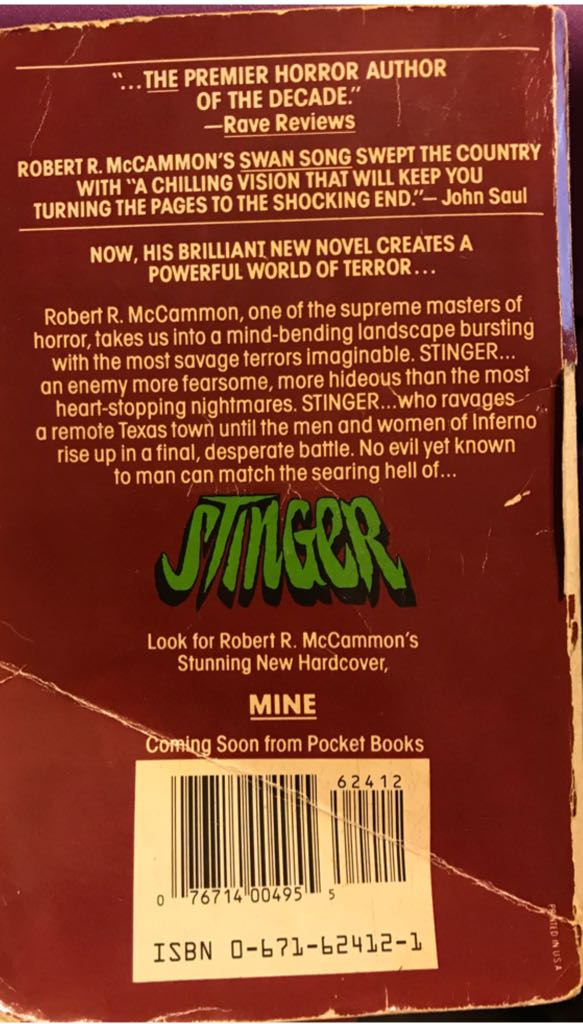 "...THE PREMIER HORROR AUTHOR
OF THE DECADE."
—Rave Reviews
ROBERT R. McCAMMON'S SWAN SONG SWEPT THE COUNTRY
WITH "A CHILLING VISION THAT WILL KEEP YOU
TURNING THE PAGES TO THE SHOCKING END."— John Saul
NOW, HIS BRILLIANT NEW NOVEL CREATES A
POWERFUL WORLD OF TERROR...
Robert R. McCammon, one of the supreme masters of
horror, takes us into a mind-bending landscape bursting
with the most savage terrors imaginable. STINGER...
an enemy more fearsome, more hideous than the most
heart-stopping nightmares. STINGER...who ravages
a remote Texas town until the men and women of Inferno
rise up in a final, desperate battle. No evil yet known
to man can match the searing hell of...
STINGER
Look for Robert R. McCammon's
Stunning New Hardcover,
MINE
Coming Soon from Pocket Books
62412
0 76714 00495 5
ISBN 0-671-62412-1
PRINTED IN U.S.A.